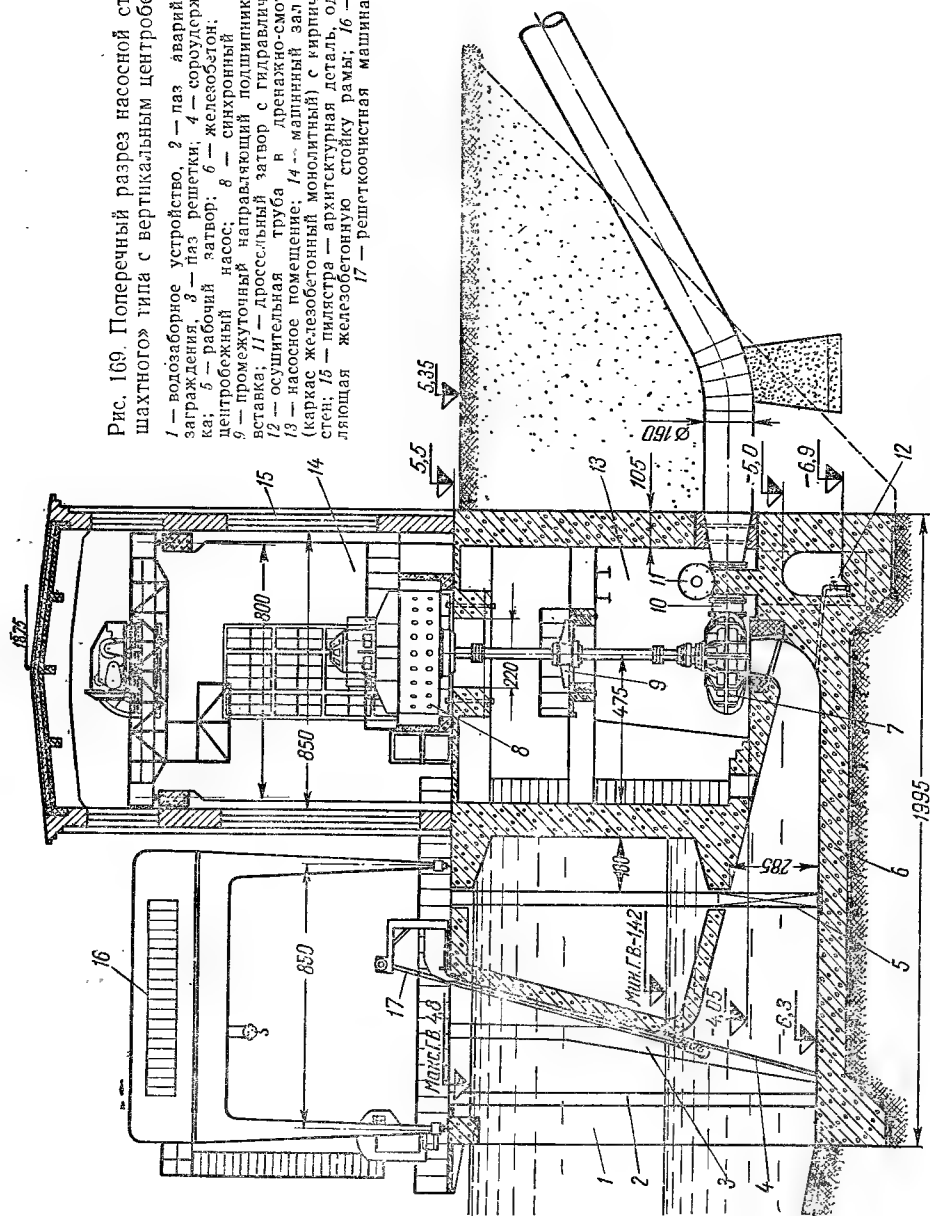 Рис. 169. Поперечный разрез насосной ст
шахтного» типа с вертикальным центробе
1 — водозаборное устройство, 2 — паз аварий
заграждения, 3 — паз решетки; 4 — сороудерж
ка; 5 — рабочий затвор; 6 — железобетон;
центробежный насос; 8 — синхронный
9 — промежуточный направляющий подшипник
вставка; 11 — дроссельный затвор с гидравлич
12 — осушительная труба в дренажно-смот
13 — насосное помещение; 14 — машинный зал
(каркас железобетонный монолитный) с кирпич
стен; 15 — пилястра — архитектурная деталь, од
ляющая железобетонную стойку рамы; 16 —
17 — решеткоочистная машина
18,75
15
14
16
800
850
850
5,5
5,35
17
Макс.Г.В. 4,8
8
220
9
13
105
Ø160
11
10
475
160
Мин.Г.В.-1,42
-4,05
-6,3
285
-5,0
-6,9
12
7
6
5
1
2
3
4
1995